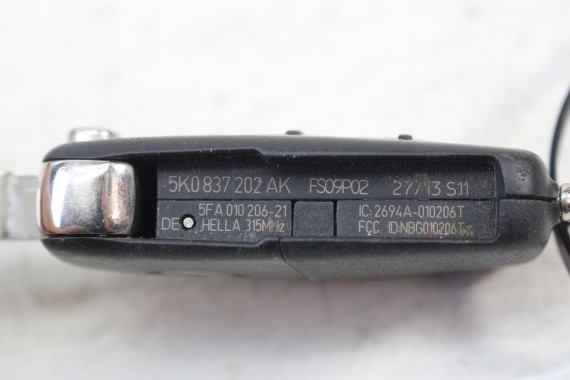 5K0 837 202 AK FS09P02 27/13 S11
5FA 010 206-21
DE HELLA 315MHz
IC:2694A-010206T
FCC ID:NBG010206T